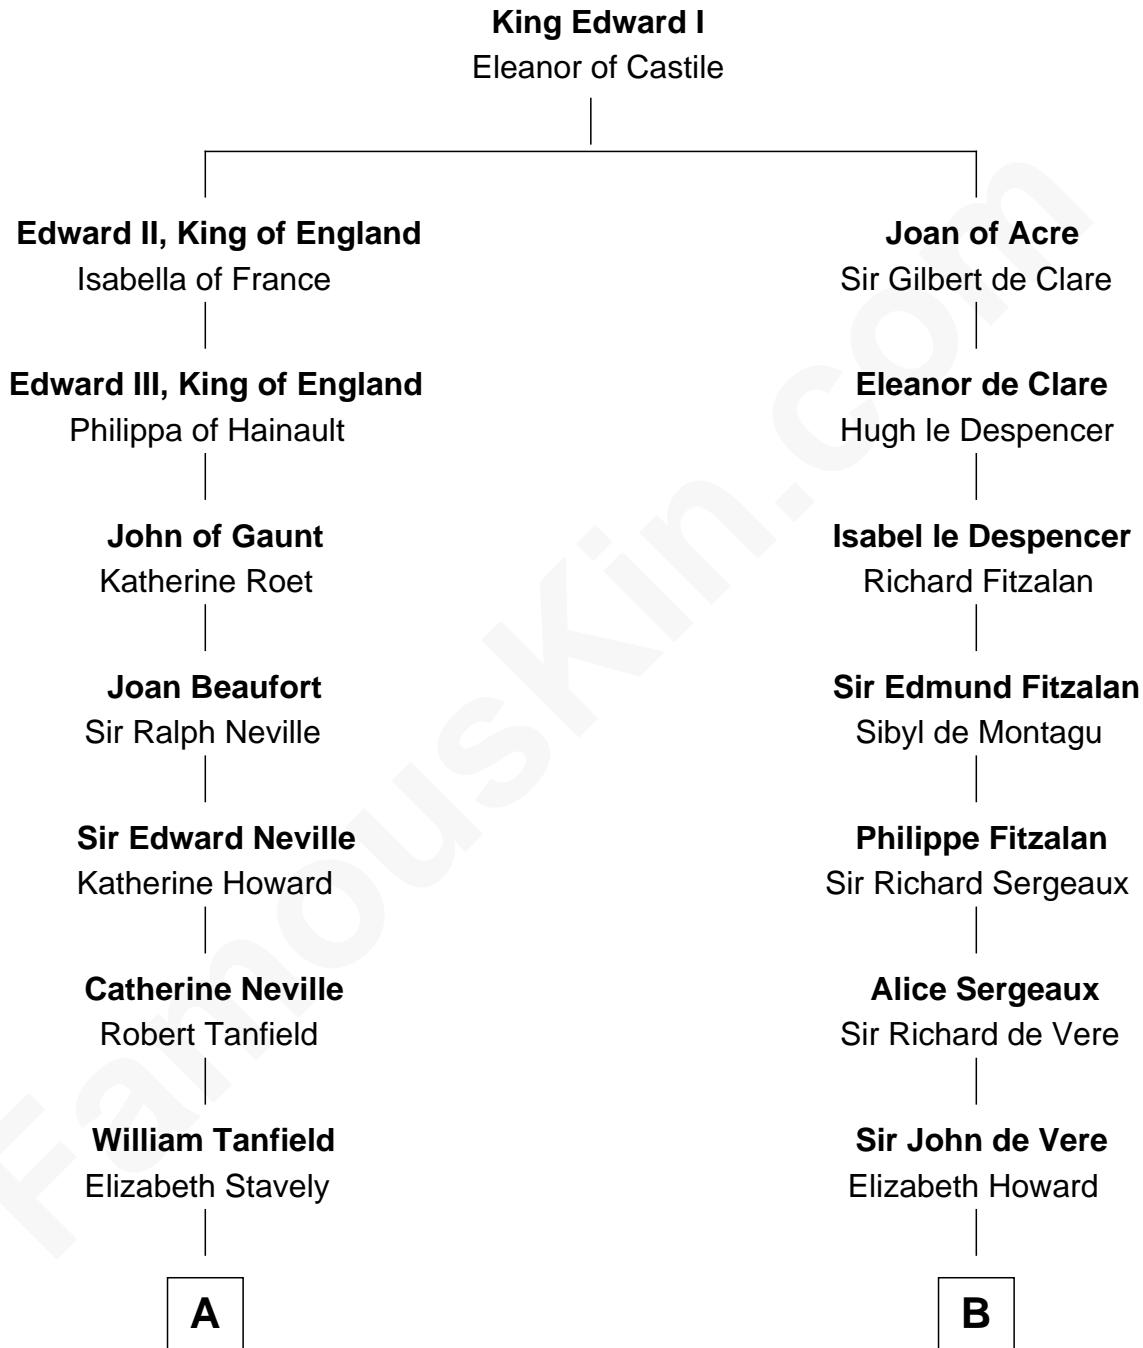 King Edward I
Eleanor of Castile
Edward II, King of England
Isabella of France
Joan of Acre
Sir Gilbert de Clare
Edward III, King of England
Philippa of Hainault
Eleanor de Clare
Hugh le Despencer
John of Gaunt
Katherine Roet
Isabel le Despencer
Richard Fitzalan
Joan Beaufort
Sir Ralph Neville
Sir Edmund Fitzalan
Sibyl de Montagu
Sir Edward Neville
Katherine Howard
Philippe Fitzalan
Sir Richard Sergeaux
Catherine Neville
Robert Tanfield
Alice Sergeaux
Sir Richard de Vere
William Tanfield
Elizabeth Stavely
Sir John de Vere
Elizabeth Howard
A
B
FamousKin.com